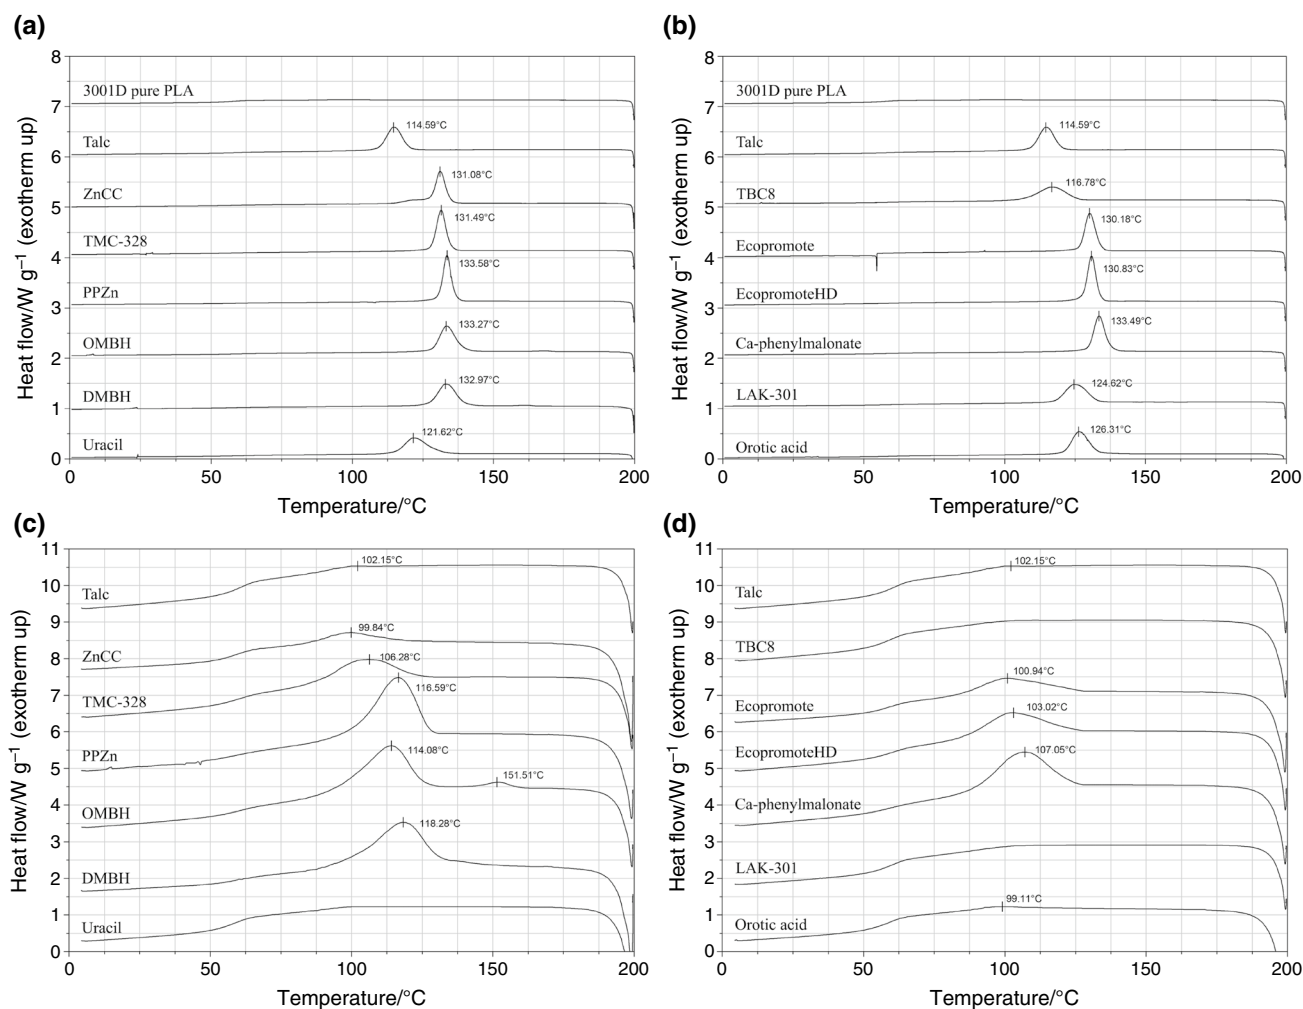 (a)
Heat flow/W g⁻¹ (exotherm up)
8
7
6
5
4
3
2
1
0
3001D pure PLA
Talc
114.59°C
ZnCC
131.08°C
TMC-328
131.49°C
PPZn
133.58°C
OMBH
133.27°C
DMBH
132.97°C
Uracil
121.62°C
0 50 100 150 200
Temperature/°C
(b)
Heat flow/W g⁻¹ (exotherm up)
8
7
6
5
4
3
2
1
0
3001D pure PLA
Talc
114.59°C
TBC8
116.78°C
Ecopromote
130.18°C
EcopromoteHD
130.83°C
Ca-phenylmalonate
133.49°C
LAK-301
124.62°C
Orotic acid
126.31°C
0 50 100 150 200
Temperature/°C
(c)
Heat flow/W g⁻¹ (exotherm up)
11
10
9
8
7
6
5
4
3
2
1
0
102.15°C
Talc
99.84°C
ZnCC
106.28°C
TMC-328
116.59°C
PPZn
114.08°C
151.51°C
OMBH
118.28°C
DMBH
Uracil
0 50 100 150 200
Temperature/°C
(d)
Heat flow/W g⁻¹ (exotherm up)
11
10
9
8
7
6
5
4
3
2
1
0
102.15°C
Talc
TBC8
100.94°C
Ecopromote
103.02°C
EcopromoteHD
107.05°C
Ca-phenylmalonate
LAK-301
99.11°C
Orotic acid
0 50 100 150 200
Temperature/°C